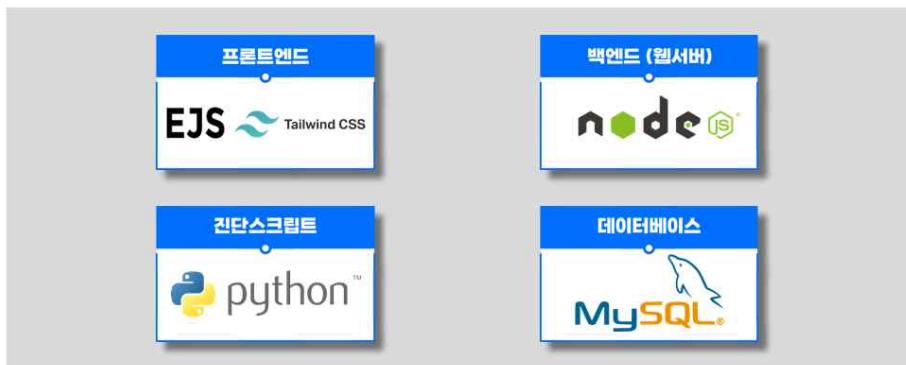 프론트엔드
EJS Tailwind CSS
백엔드 (웹서버)
node JS
진단스크립트
python™
데이터베이스
MySQL®